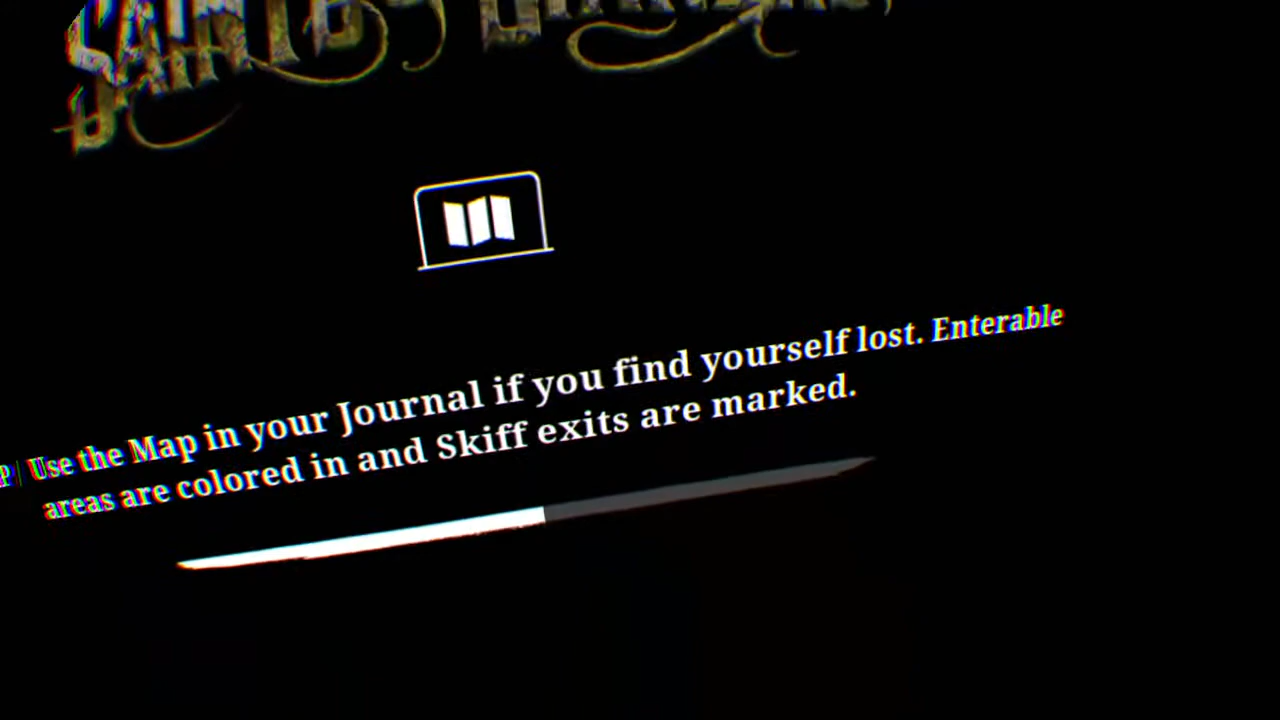 SAINTS &
P | Use the Map in your Journal if you find yourself lost. Enterable
areas are colored in and Skiff exits are marked.